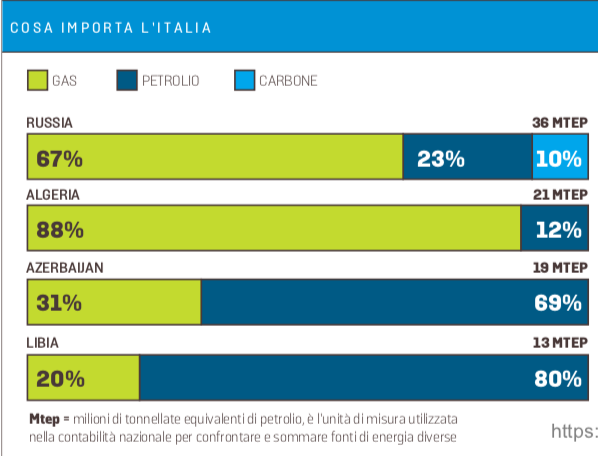 COSA IMPORTA L'ITALIA
GAS PETROLIO CARBONE
RUSSIA 36 MTEP
67% 23% 10%
ALGERIA 21 MTEP
88% 12%
AZERBAIJAN 19 MTEP
31% 69%
LIBIA 13 MTEP
20% 80%
Mtep = milioni di tonnellate equivalenti di petrolio, è l'unità di misura utilizzata
nella contabilità nazionale per confrontare e sommare fonti di energia diverse
https: